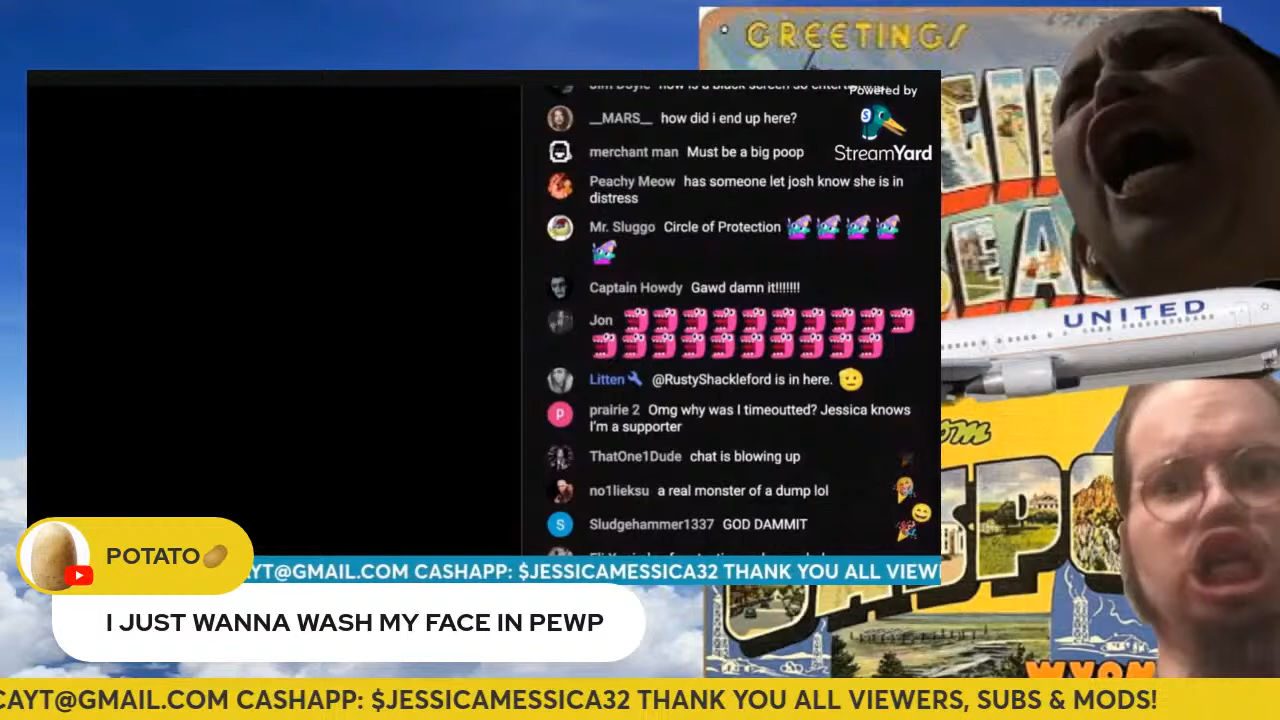 GREETINGS
Powered by
StreamYard
__MARS__ how did i end up here?
merchant man Must be a big poop
Peachy Meow has someone let josh know she is in
distress
Mr. Sluggo Circle of Protection
Captain Howdy Gawd damn it!!!!!!!
Jon
Litten @RustyShackleford is in here.
prairie 2 Omg why was I timeoutted? Jessica knows
I'm a supporter
ThatOne1Dude chat is blowing up
no1lieksu a real monster of a dump lol
S Sludgehammer1337 GOD DAMMIT
UNITED
POTATO
YT@GMAIL.COM CASHAPP: $JESSICAMESSICA32 THANK YOU ALL VIEW
I JUST WANNA WASH MY FACE IN PEWP
CAYT@GMAIL.COM CASHAPP: $JESSICAMESSICA32 THANK YOU ALL VIEWERS, SUBS & MODS!